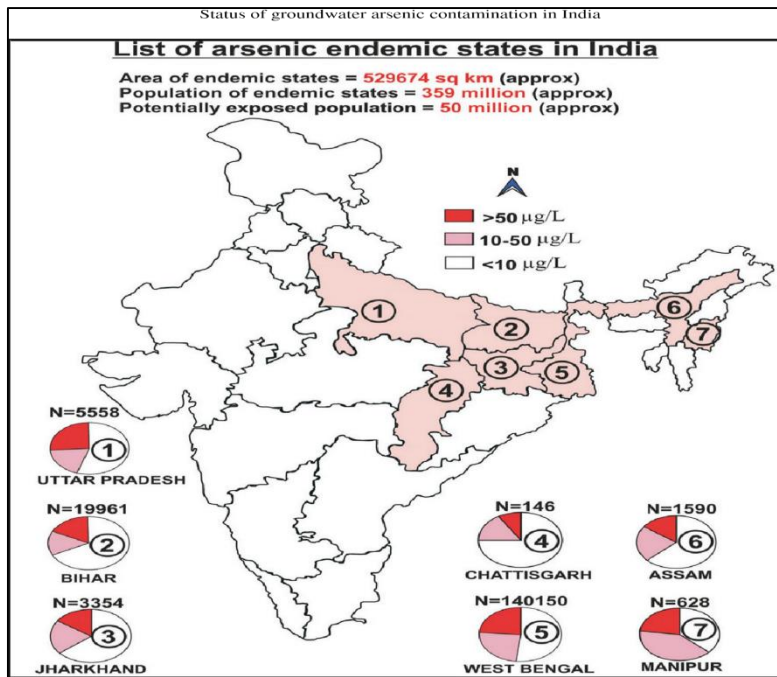 Status of groundwater arsenic contamination in India
List of arsenic endemic states in India
Area of endemic states = 529674 sq km (approx)
Population of endemic states = 359 million (approx)
Potentially exposed population = 50 million (approx)
N
>50 µg/L
10-50 µg/L
<10 µg/L
1
2
3
4
5
6
7
N=5558
1
UTTAR PRADESH
N=19961
2
BIHAR
N=3354
3
JHARKHAND
N=146
4
CHATTISGARH
N=140150
5
WEST BENGAL
N=1590
6
ASSAM
N=628
7
MANIPUR